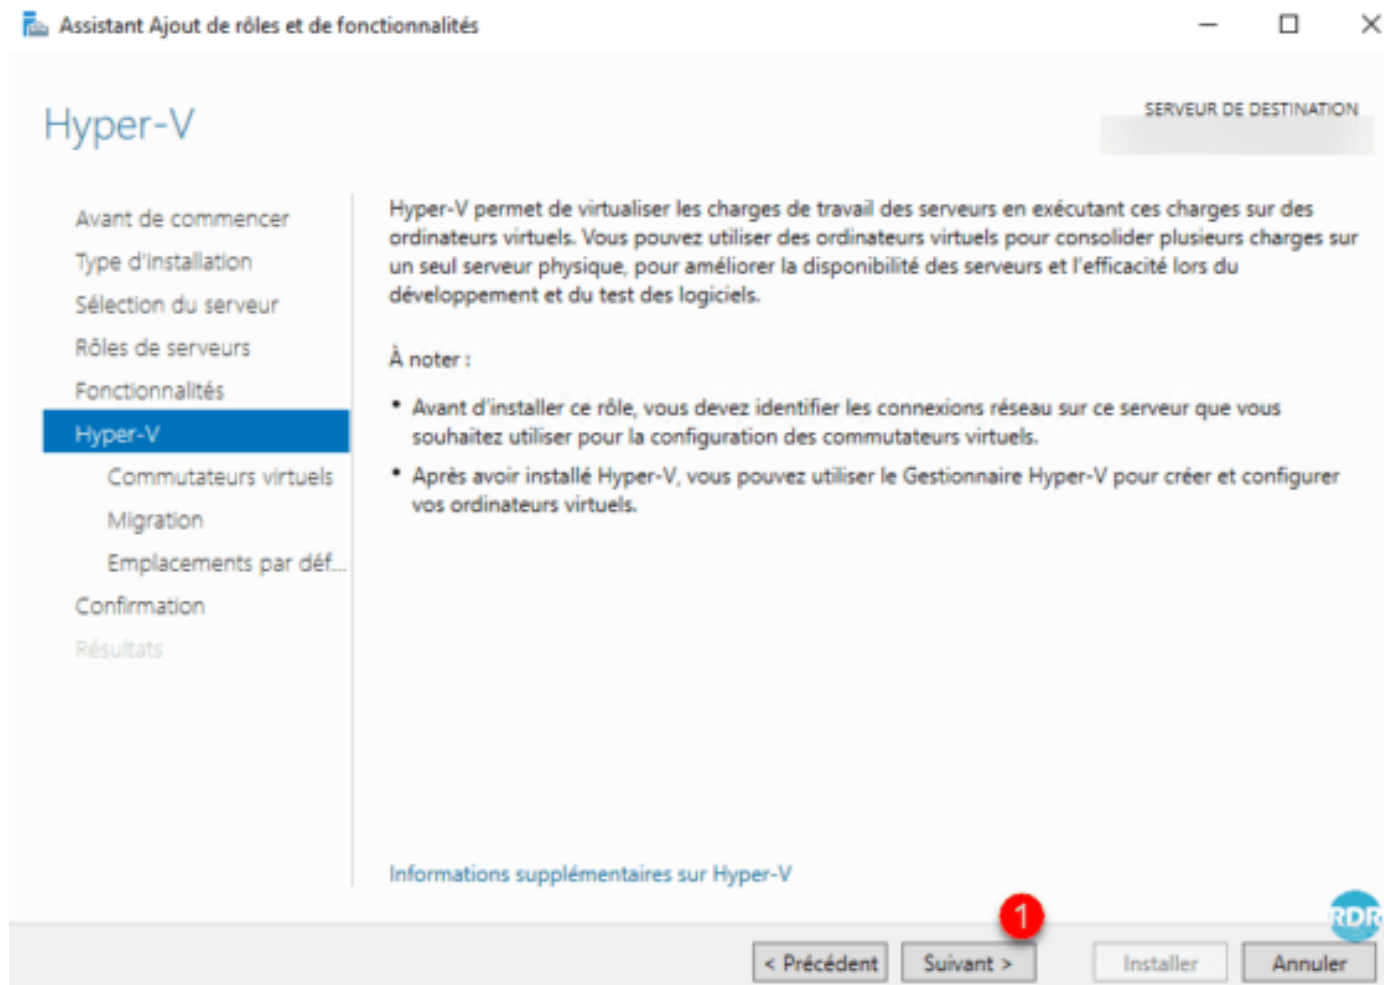 Assistant Ajout de rôles et de fonctionnalités
Hyper-V
SERVEUR DE DESTINATION
Avant de commencer
Type d'installation
Sélection du serveur
Rôles de serveurs
Fonctionnalités
Hyper-V
Commutateurs virtuels
Migration
Emplacements par déf...
Confirmation
Résultats
Hyper-V permet de virtualiser les charges de travail des serveurs en exécutant ces charges sur des
ordinateurs virtuels. Vous pouvez utiliser des ordinateurs virtuels pour consolider plusieurs charges sur
un seul serveur physique, pour améliorer la disponibilité des serveurs et l'efficacité lors du
développement et du test des logiciels.
À noter :
• Avant d'installer ce rôle, vous devez identifier les connexions réseau sur ce serveur que vous
souhaitez utiliser pour la configuration des commutateurs virtuels.
• Après avoir installé Hyper-V, vous pouvez utiliser le Gestionnaire Hyper-V pour créer et configurer
vos ordinateurs virtuels.
Informations supplémentaires sur Hyper-V
1
RDR
< Précédent
Suivant >
Installer
Annuler